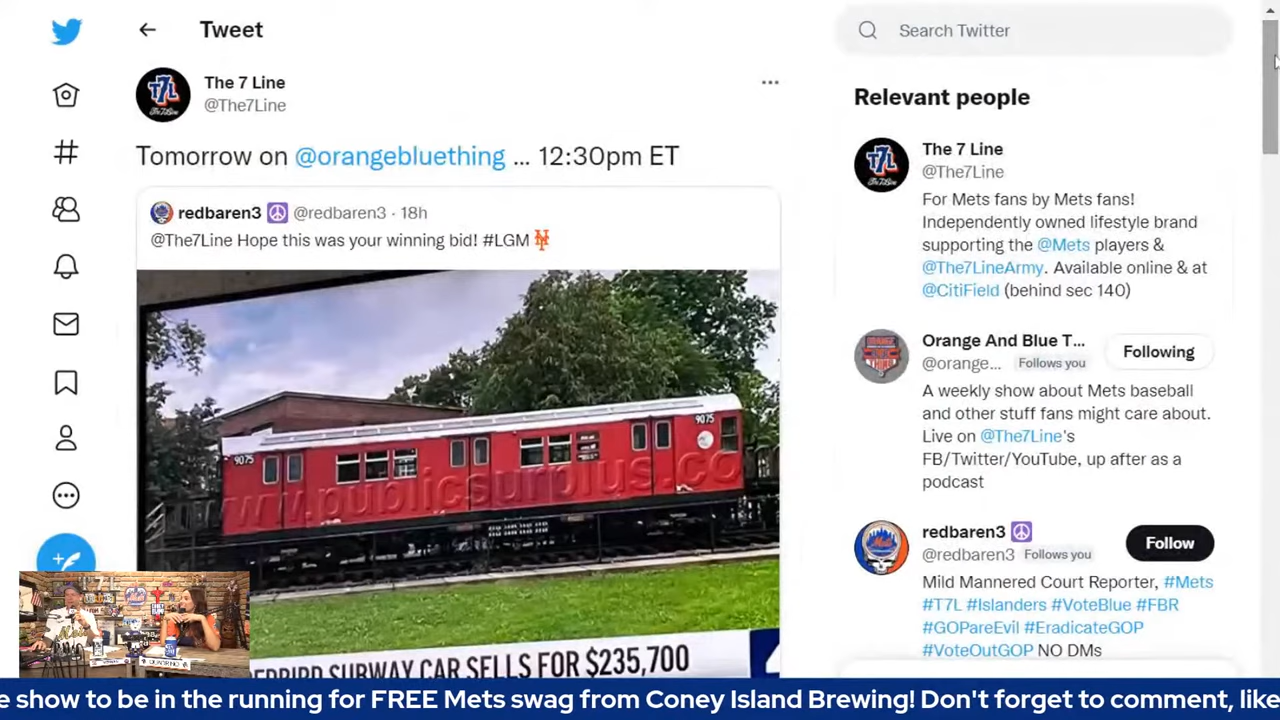 Tweet
Search Twitter
The 7 Line
@The7Line
Tomorrow on @orangebluething ... 12:30pm ET
redbaren3 @redbaren3 · 18h
@The7Line Hope this was your winning bid! #LGM
9075
9075
www.publicsurplus.co
SUBWAY CAR SELLS FOR $235,700
Relevant people
The 7 Line
@The7Line
For Mets fans by Mets fans!
Independently owned lifestyle brand
supporting the @Mets players &
@The7LineArmy. Available online & at
@CitiField (behind sec 140)
Orange And Blue T...
@orange... Follows you
Following
A weekly show about Mets baseball
and other stuff fans might care about.
Live on @The7Line's
FB/Twitter/YouTube, up after as a
podcast
redbaren3
@redbaren3 Follows you
Follow
Mild Mannered Court Reporter, #Mets
#T7L #Islanders #VoteBlue #FBR
#GOPareEvil #EradicateGOP
#VoteOutGOP NO DMs
e show to be in the running for FREE Mets swag from Coney Island Brewing! Don't forget to comment, like